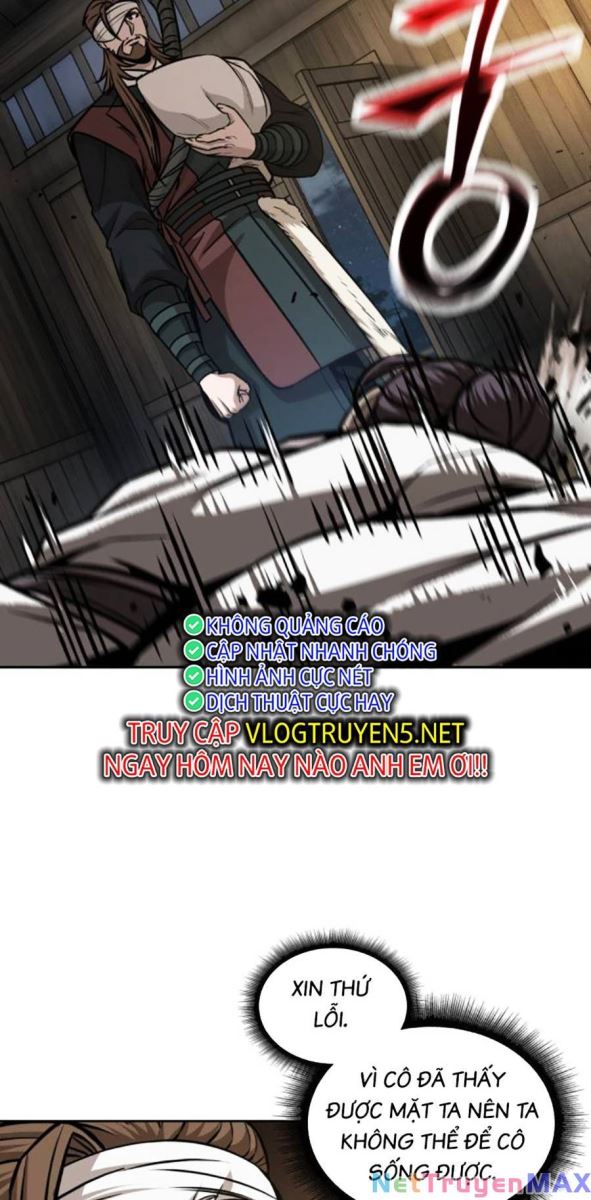 KHÔNG QUẢNG CÁO
CẬP NHẬT NHANH CHÓNG
HÌNH ẢNH CỰC NÉT
DỊCH THUẬT CỰC HAY
TRUY CẬP VLOGTRUYEN5.NET
NGAY HÔM NAY NÀO ANH EM ƠI!!
XIN THỨ
LỖI.
VÌ CÔ ĐÃ THẤY
ĐƯỢC MẶT TA NÊN TA
KHÔNG THỂ ĐỂ CÔ
SỐNG ĐƯỢC.
NetTruyenMAX